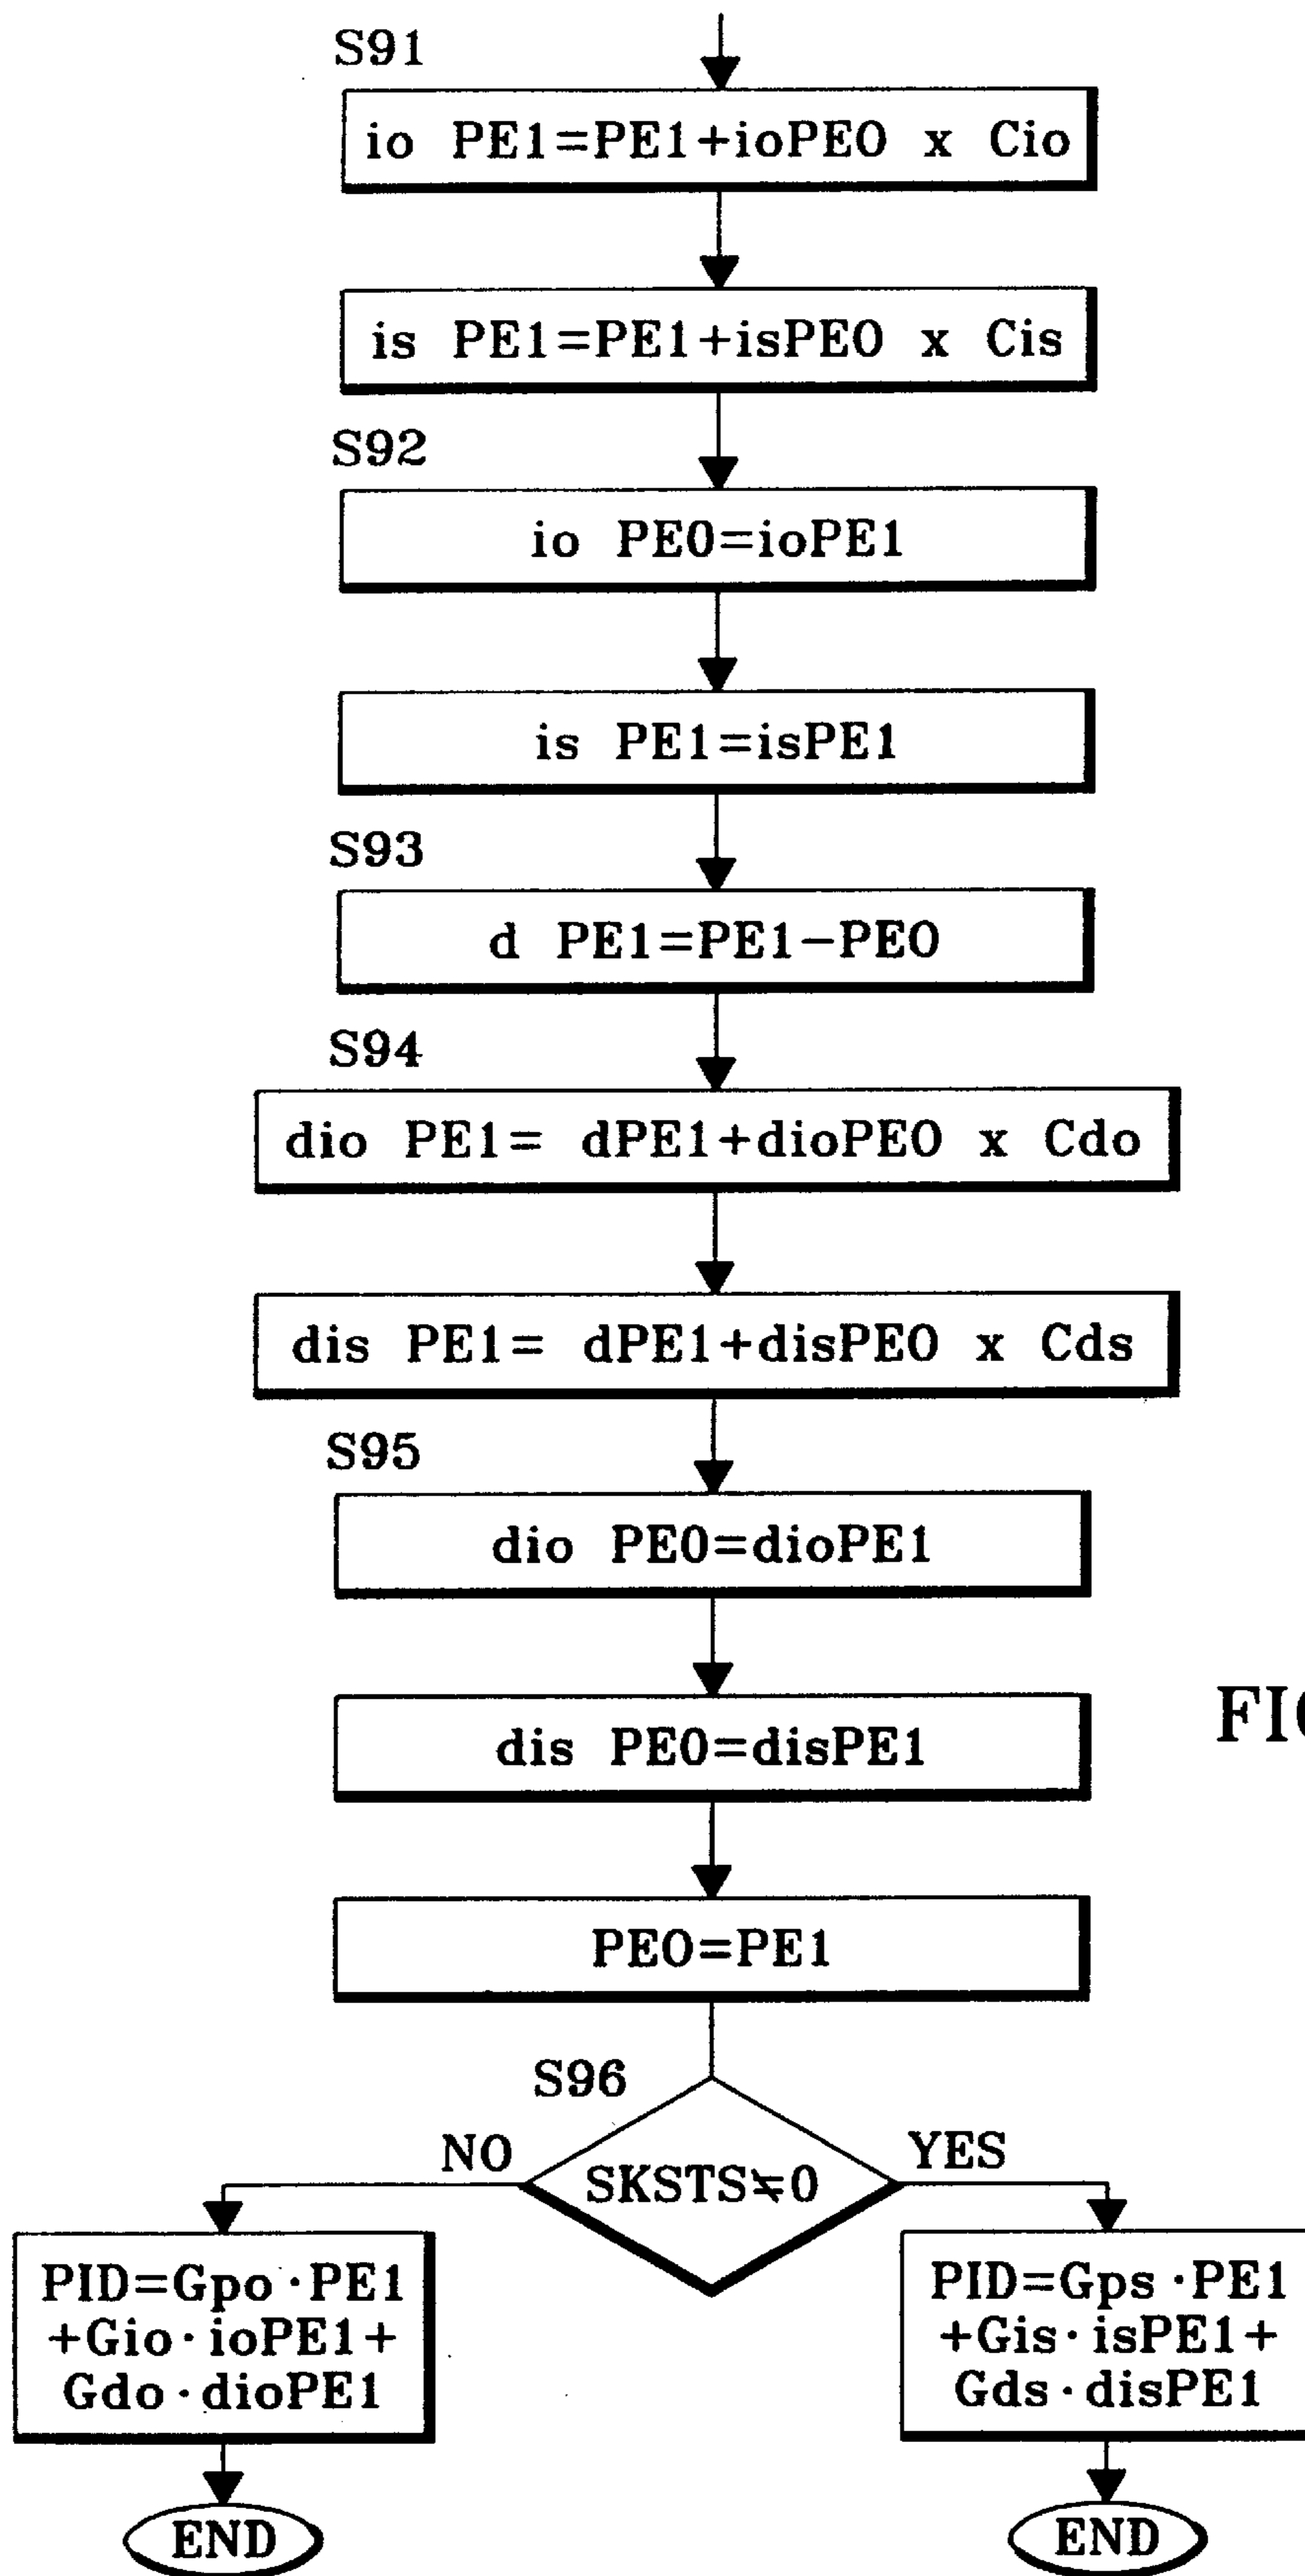 S91
io PE1=PE1+ioPE0 x Cio
is PE1=PE1+isPE0 x Cis
S92
io PE0=ioPE1
is PE1=isPE1
S93
d PE1=PE1-PE0
S94
dio PE1= dPE1+dioPE0 x Cdo
dis PE1= dPE1+disPE0 x Cds
S95
dio PE0=dioPE1
dis PE0=disPE1
PE0=PE1
S96
NO
SKSTS≒0
YES
PID=Gpo·PE1
+Gio·ioPE1+
Gdo·dioPE1
PID=Gps·PE1
+Gis·isPE1+
Gds·disPE1
END
END